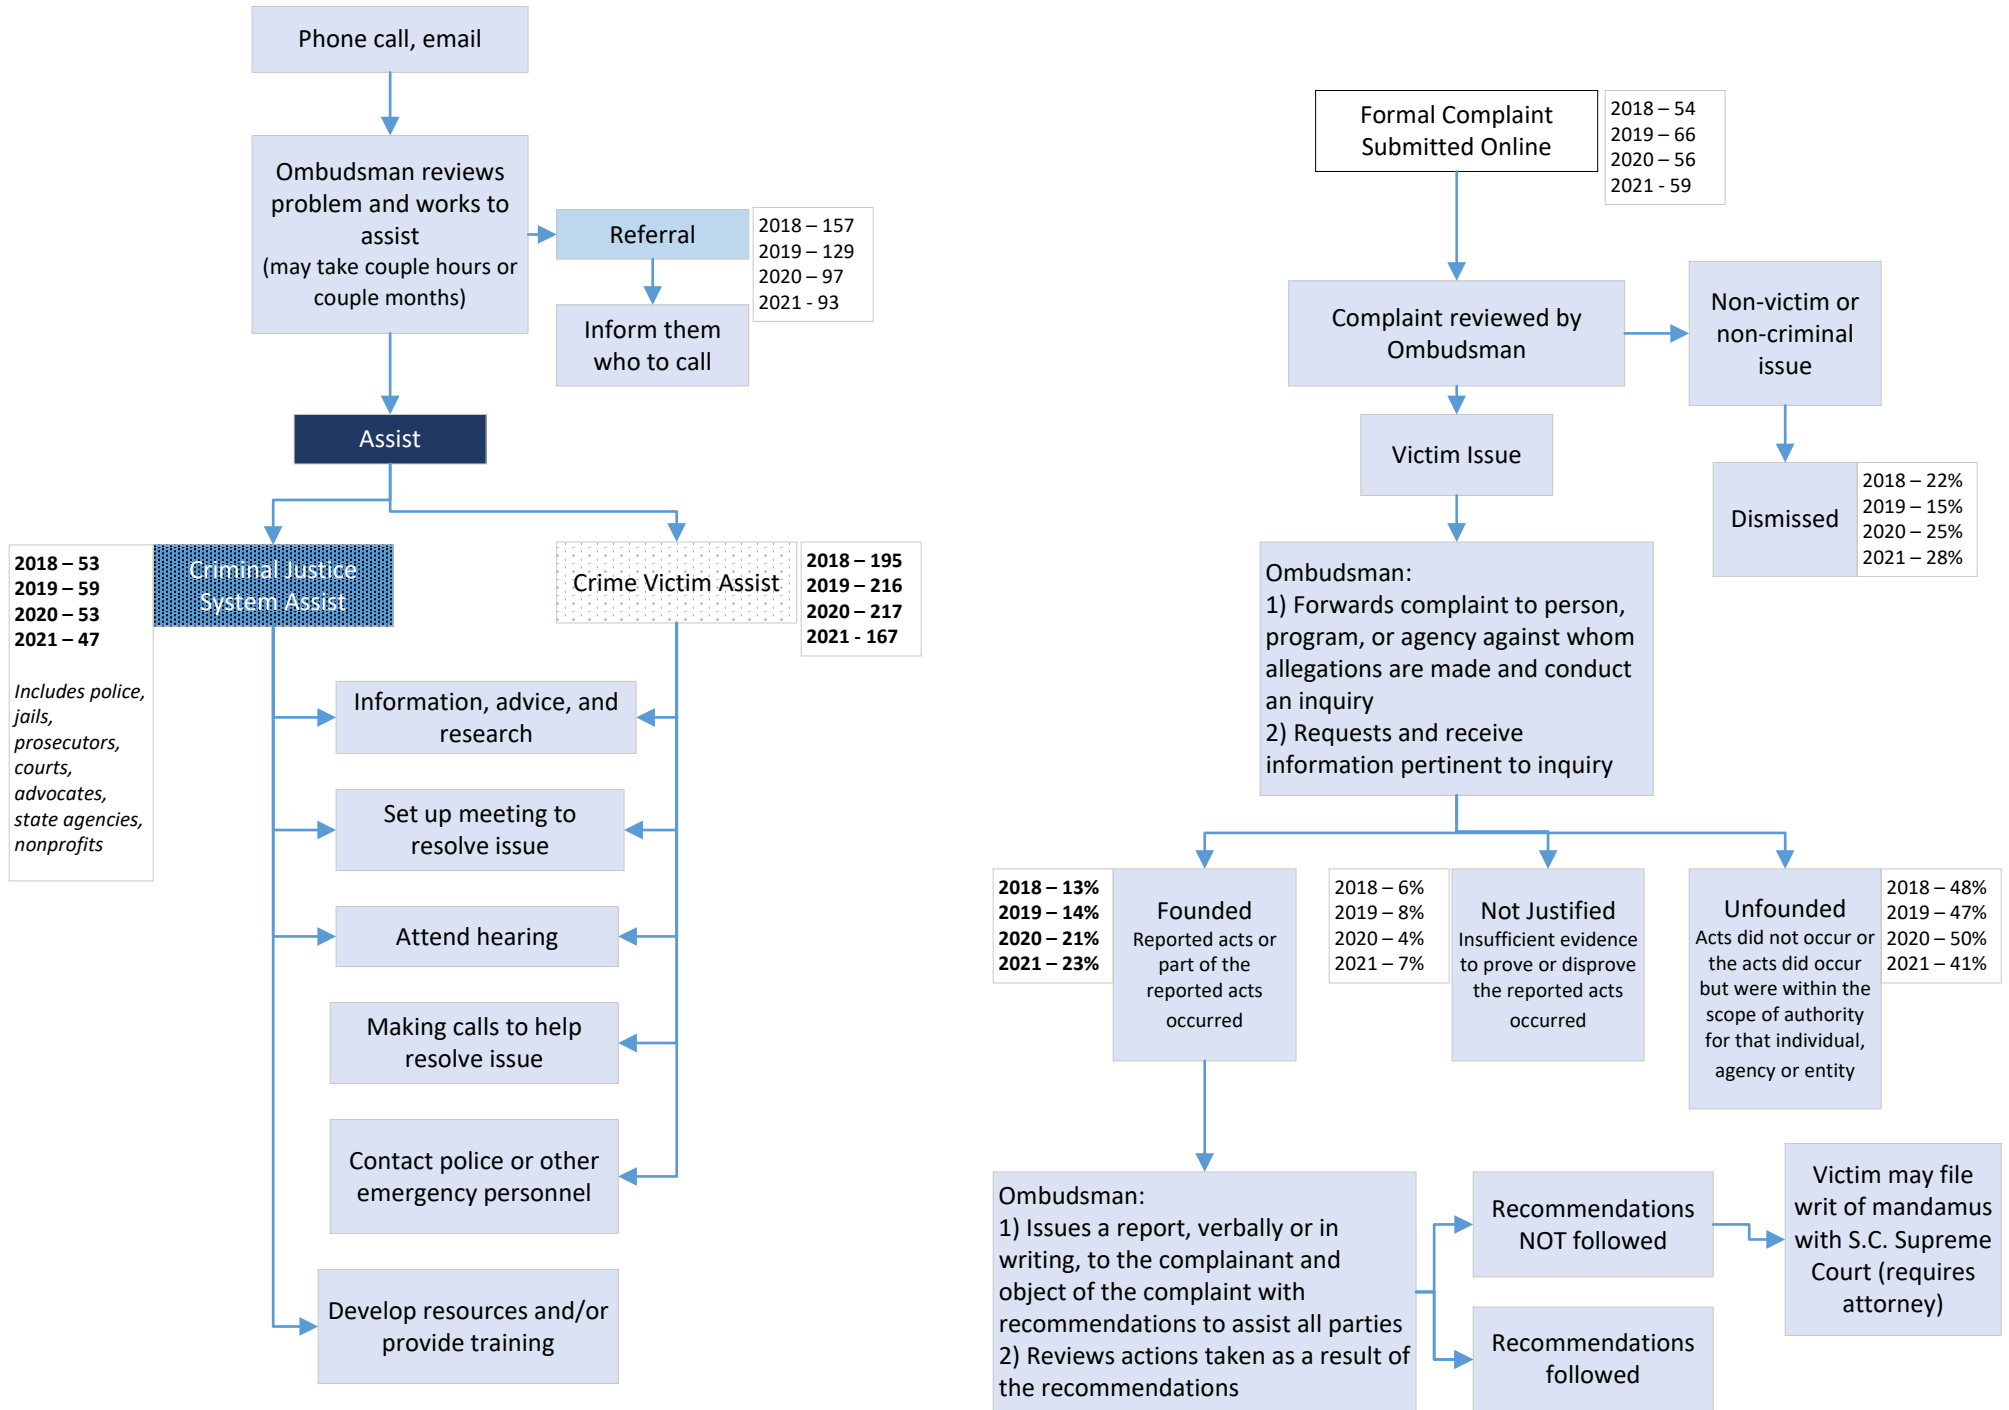 Phone call, email
Ombudsman reviews
problem and works to
assist
(may take couple hours or
couple months)
Referral
2018 – 157
2019 – 129
2020 – 97
2021 - 93
Inform them
who to call
Assist
2018 – 53
2019 – 59
2020 – 53
2021 – 47
Includes police,
jails,
prosecutors,
courts,
advocates,
state agencies,
nonprofits
Criminal Justice
System Assist
Crime Victim Assist
2018 – 195
2019 – 216
2020 – 217
2021 - 167
Information, advice, and
research
Set up meeting to
resolve issue
Attend hearing
Making calls to help
resolve issue
Contact police or other
emergency personnel
Develop resources and/or
provide training
Formal Complaint
Submitted Online
2018 – 54
2019 – 66
2020 – 56
2021 - 59
Complaint reviewed by
Ombudsman
Non-victim or
non-criminal
issue
Victim Issue
Dismissed
2018 – 22%
2019 – 15%
2020 – 25%
2021 – 28%
Ombudsman:
1) Forwards complaint to person,
program, or agency against whom
allegations are made and conduct
an inquiry
2) Requests and receive
information pertinent to inquiry
2018 – 13%
2019 – 14%
2020 – 21%
2021 – 23%
Founded
Reported acts or
part of the
reported acts
occurred
2018 – 6%
2019 – 8%
2020 – 4%
2021 – 7%
Not Justified
Insufficient evidence
to prove or disprove
the reported acts
occurred
Unfounded
Acts did not occur or
the acts did occur
but were within the
scope of authority
for that individual,
agency or entity
2018 – 48%
2019 – 47%
2020 – 50%
2021 – 41%
Ombudsman:
1) Issues a report, verbally or in
writing, to the complainant and
object of the complaint with
recommendations to assist all parties
2) Reviews actions taken as a result of
the recommendations
Recommendations
NOT followed
Victim may file
writ of mandamus
with S.C. Supreme
Court (requires
attorney)
Recommendations
followed